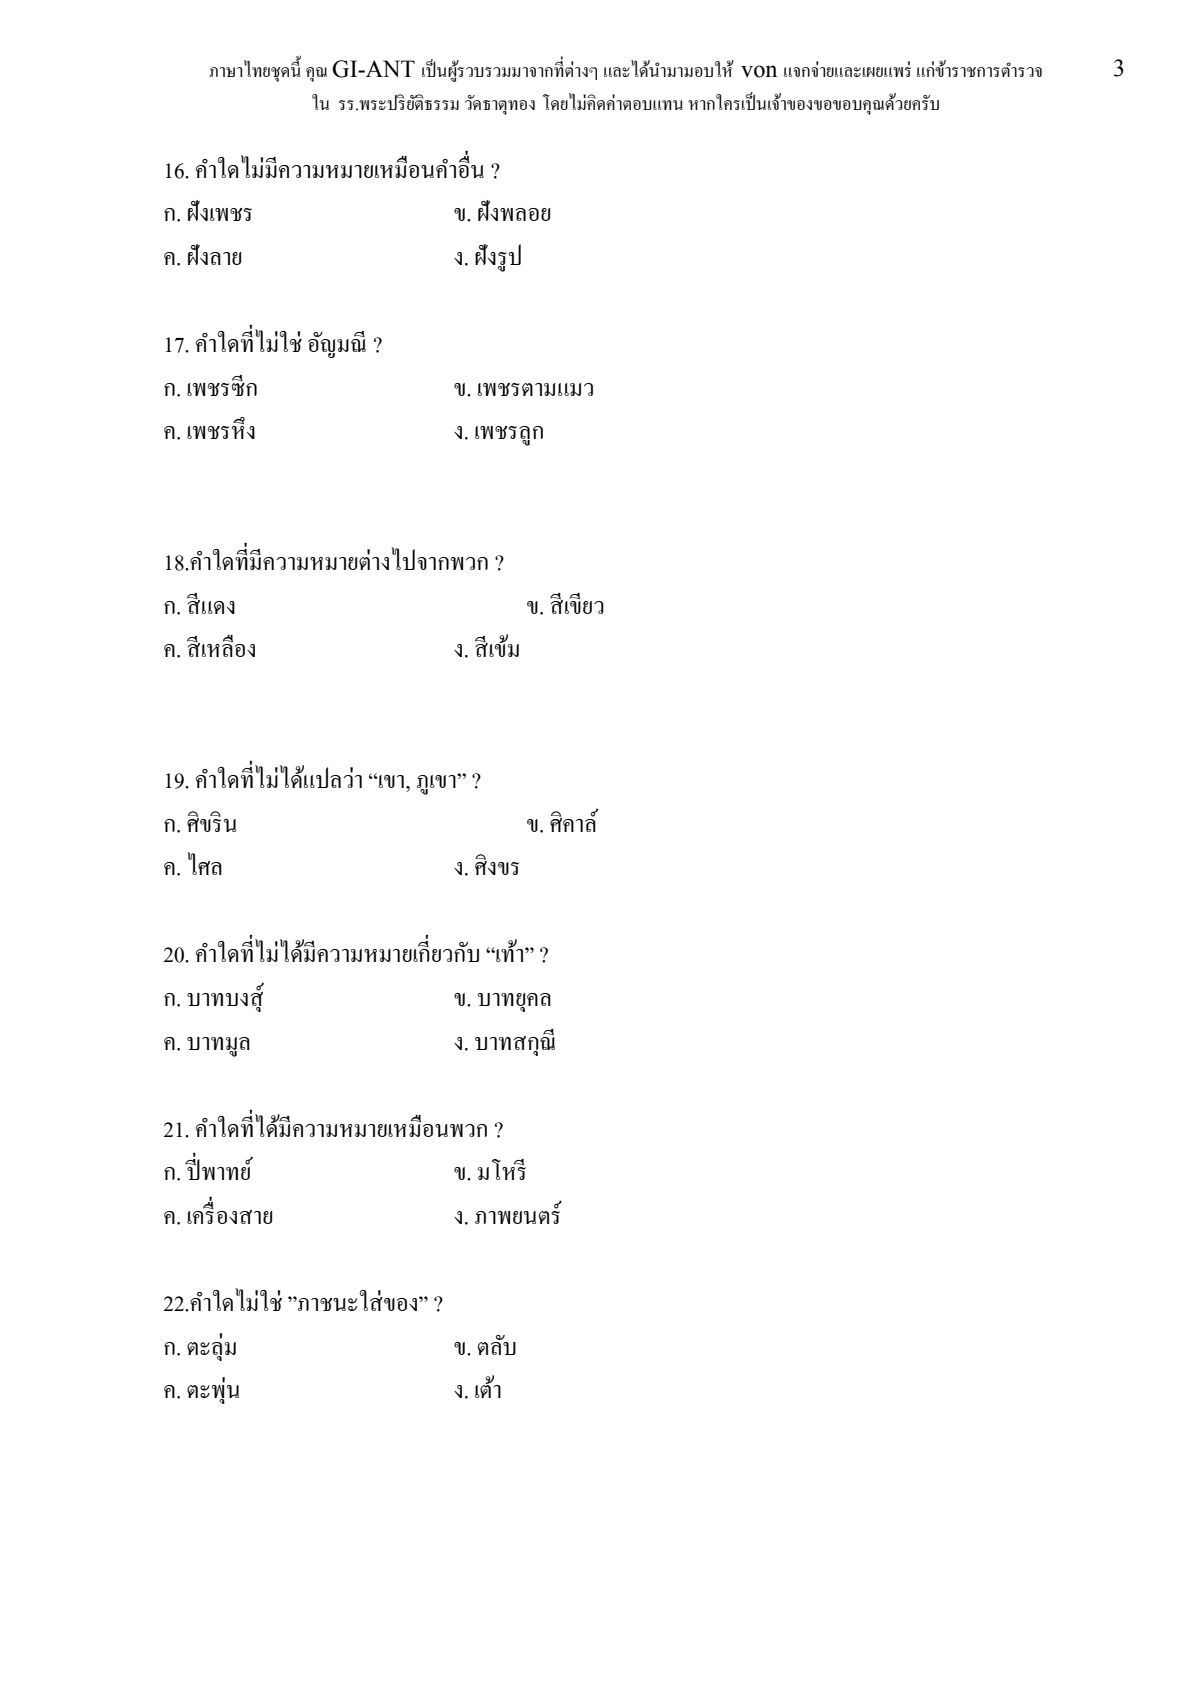 ภาษาไทยชุดนี้ คุณ GI-ANT เป็นผู้รวบรวมมาจากที่ต่างๆ และได้นำมามอบให้ von แจกจ่ายและเผยแพร่ แก่ข้าราชการตำรวจ 3
ใน รร.พระปริยัติธรรม วัดธาตุทอง โดยไม่คิดค่าตอบแทน หากใครเป็นเจ้าของขอขอบคุณด้วยครับ
16. คำใดไม่มีความหมายเหมือนคำอื่น ?
ก. ฝังเพชร ข. ฝังพลอย
ค. ฝังลาย ง. ฝังรูป
17. คำใดที่ไม่ใช่ อัญมณี ?
ก. เพชรซีก ข. เพชรตามแมว
ค. เพชรหึง ง. เพชรลูก
18.คำใดที่มีความหมายต่างไปจากพวก ?
ก. สีแดง ข. สีเขียว
ค. สีเหลือง ง. สีเข้ม
19. คำใดที่ไม่ได้แปลว่า “เขา, ภูเขา” ?
ก. ศิขริน ข. ศิคาล์
ค. ไศล ง. ศิงขร
20. คำใดที่ไม่ได้มีความหมายเกี่ยวกับ “เท้า” ?
ก. บาทบงสุ์ ข. บาทยุคล
ค. บาทมูล ง. บาทสกุณี
21. คำใดที่ได้มีความหมายเหมือนพวก ?
ก. ปี่พาทย์ ข. มโหรี
ค. เครื่องสาย ง. ภาพยนตร์
22.คำใดไม่ใช่ ”ภาชนะใส่ของ” ?
ก. ตะลุ่ม ข. ตลับ
ค. ตะพุ่น ง. เต้า